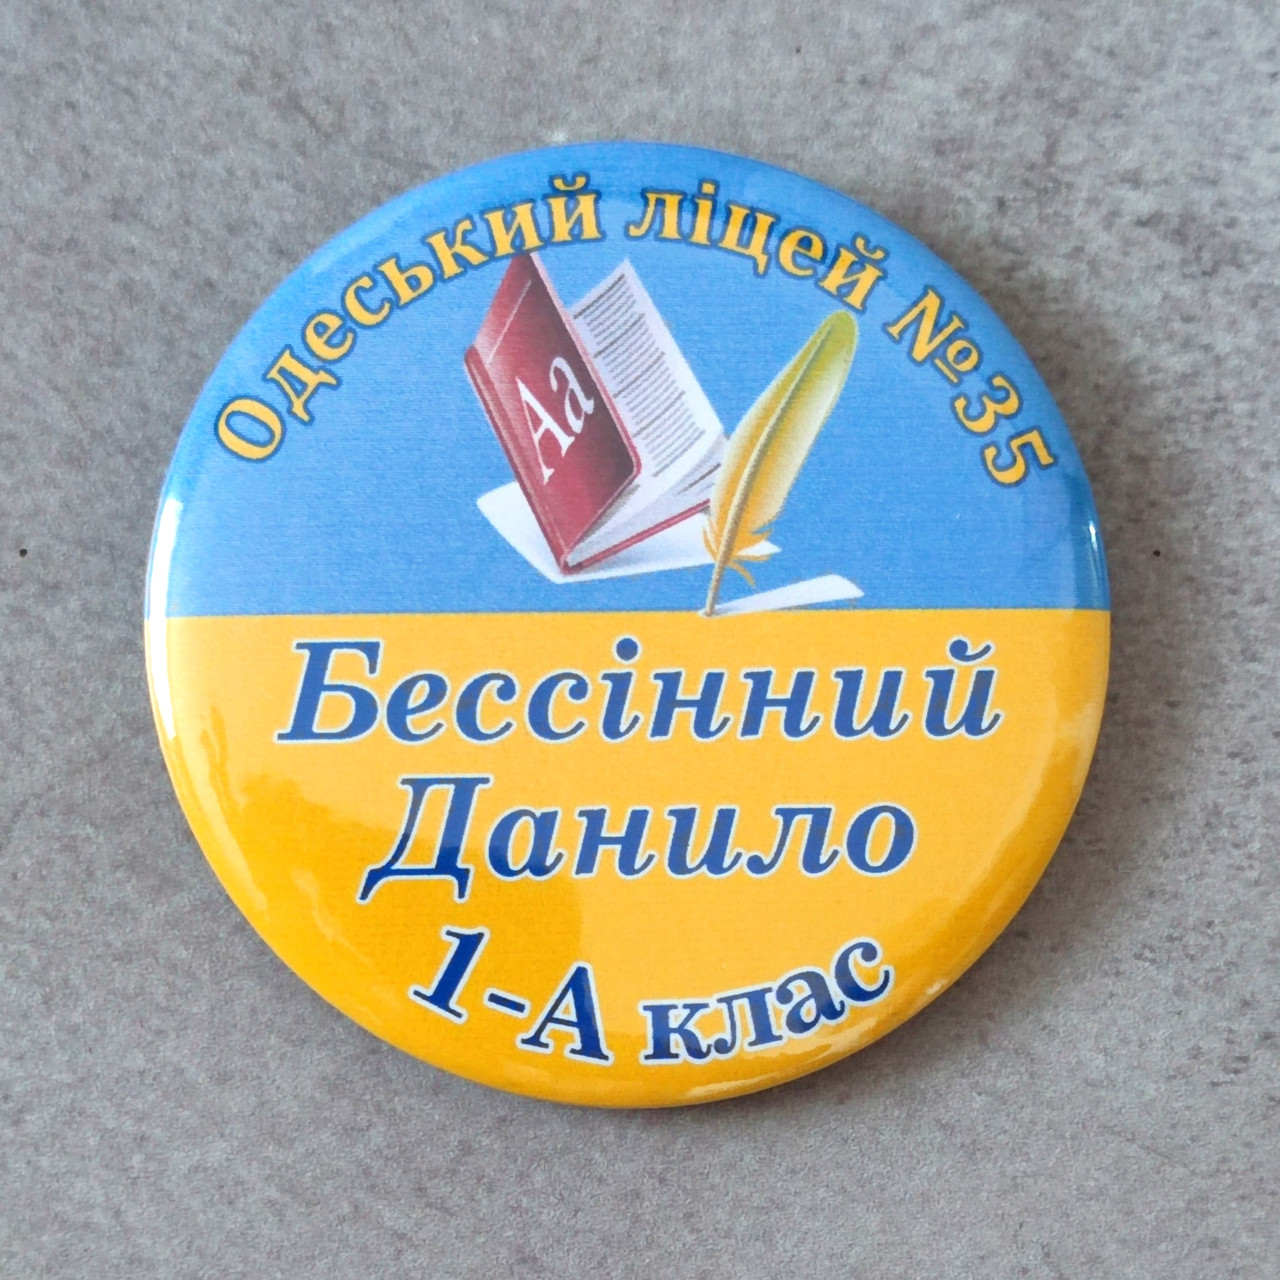 Одеський ліцей №35
Aa
Бессінний
Данило
1-А клас